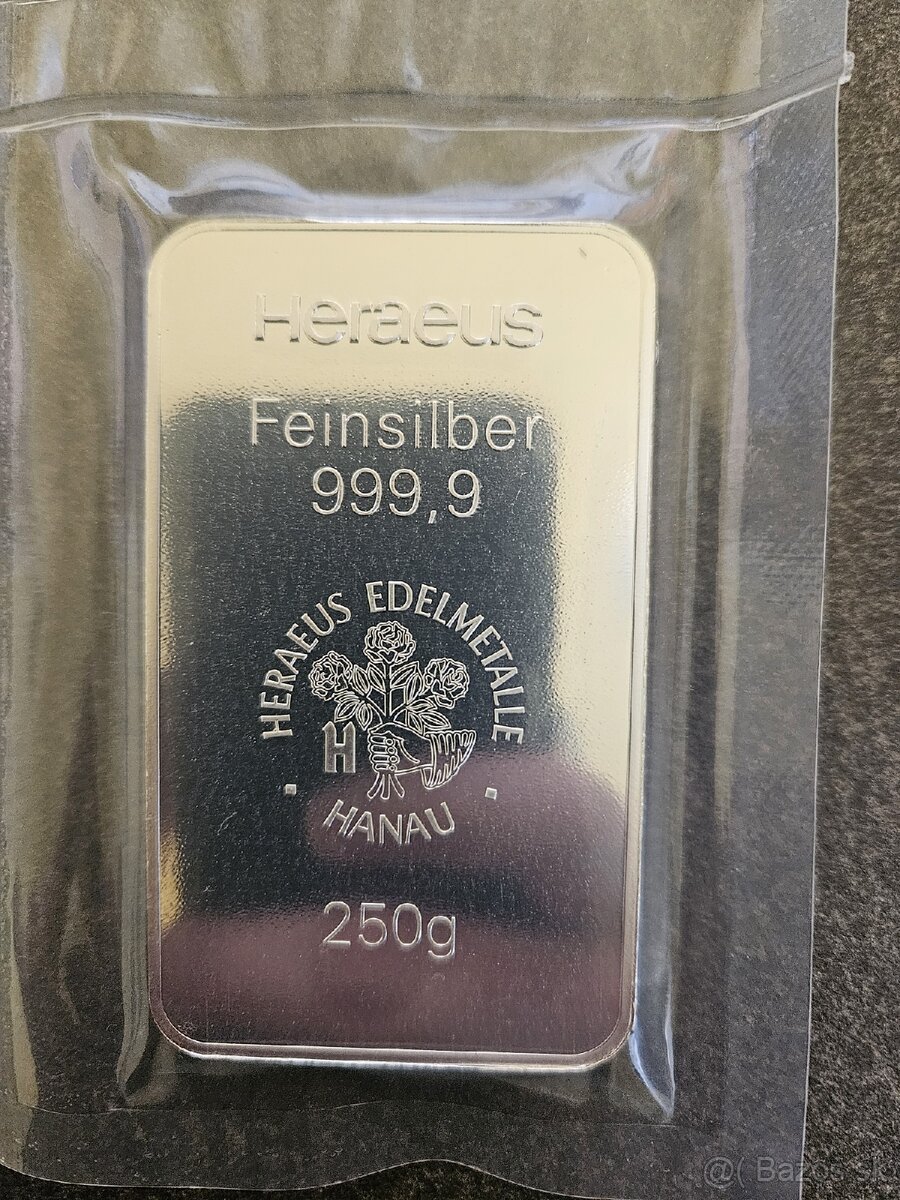 Heraeus
Feinsilber
999,9
HERAEUS EDELMETALLE
H
HANAU
250g
@( Bazos.sk